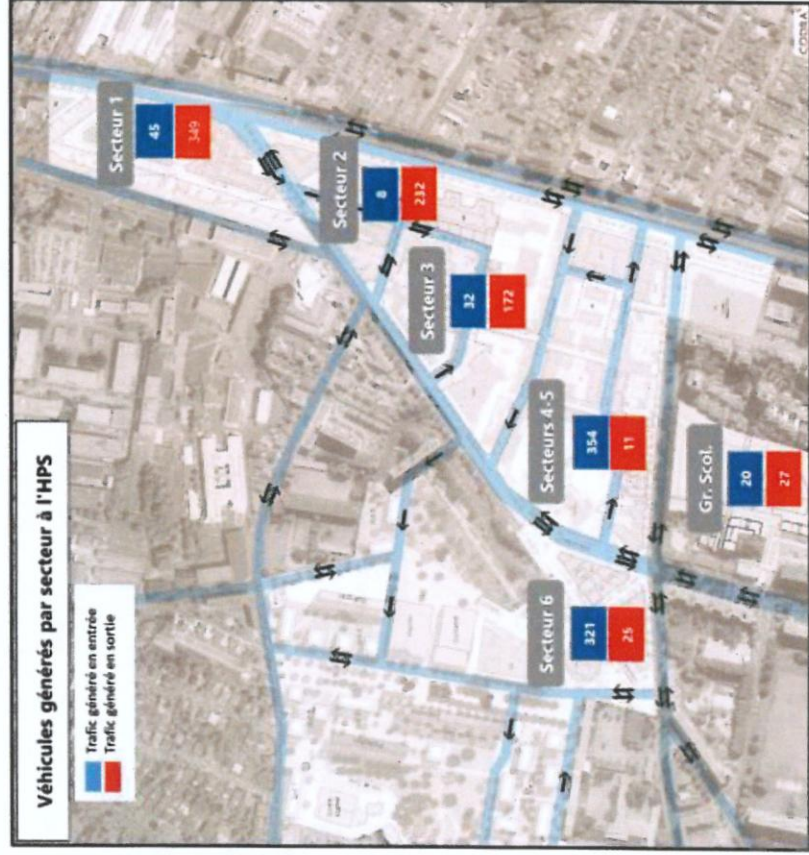 Véhicules générés par secteur à l'HPS
Trafic généré en entrée
Trafic généré en sortie
Secteur 1
45
349
Secteur 2
8
232
Secteur 3
32
172
Secteurs 4-5
354
11
Secteur 6
321
25
Gr. Scol.
20
27